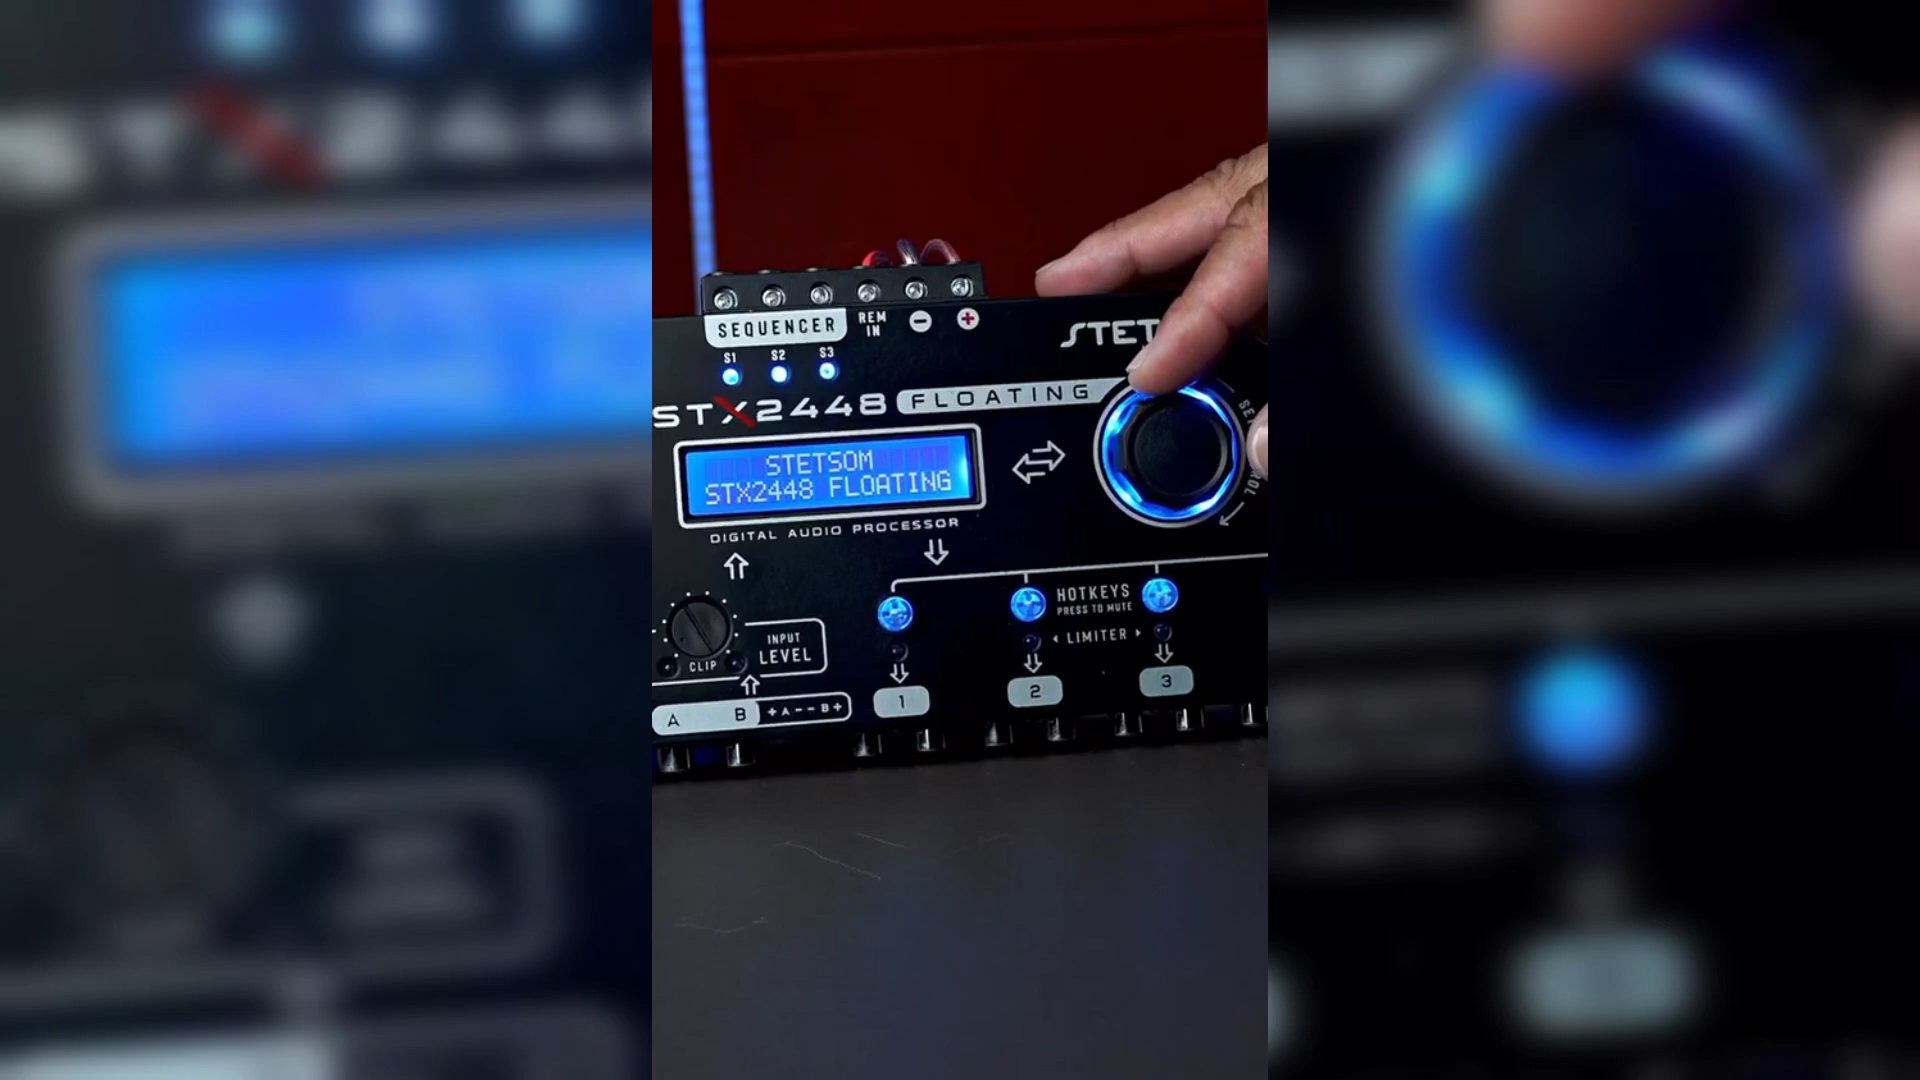 SEQUENCER
REM
IN
S1 S2 S3
STET
STX2448 FLOATING
STETSOM
STX2448 FLOATING
DIGITAL AUDIO PROCESSOR
HOTKEYS
PRESS TO MUTE
LIMITER
INPUT
LEVEL
CLIP
A B +A--B+
1 2 3